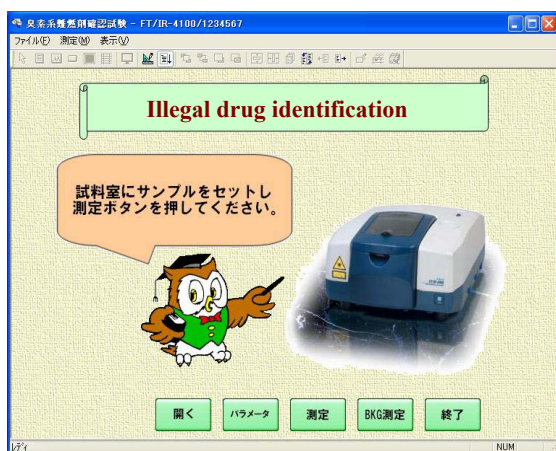 臭素系難燃剤確認試験 - FT/IR-4100/1234567
ファイル(F) 測定(M) 表示(V)
Illegal drug identification
試料室にサンプルをセットし
測定ボタンを押してください。
開く パラメータ 測定 BKG測定 終了
レディ NUM